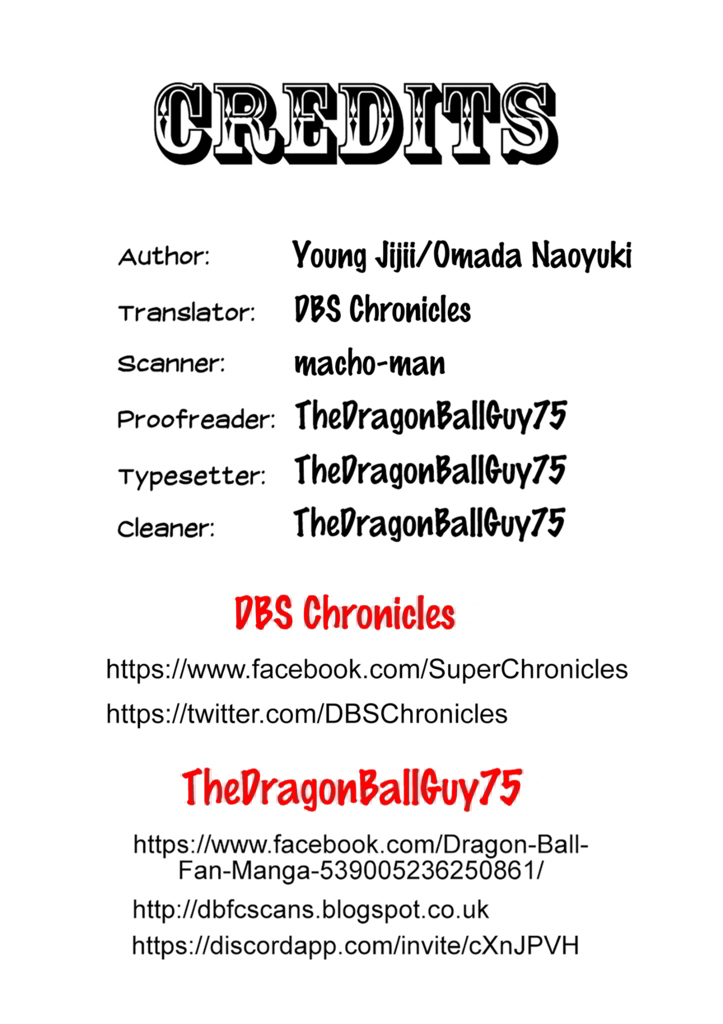 CREDITS
Author: Young Jijii/Omada Naoyuki
Translator: DBS Chronicles
Scanner: macho-man
Proofreader: TheDragonBallGuy75
Typesetter: TheDragonBallGuy75
Cleaner: TheDragonBallGuy75
DBS Chronicles
https://www.facebook.com/SuperChronicles
https://twitter.com/DBSChronicles
TheDragonBallGuy75
https://www.facebook.com/Dragon-Ball-
Fan-Manga-539005236250861/
http://dbfcscans.blogspot.co.uk
https://discordapp.com/invite/cXnJPVH